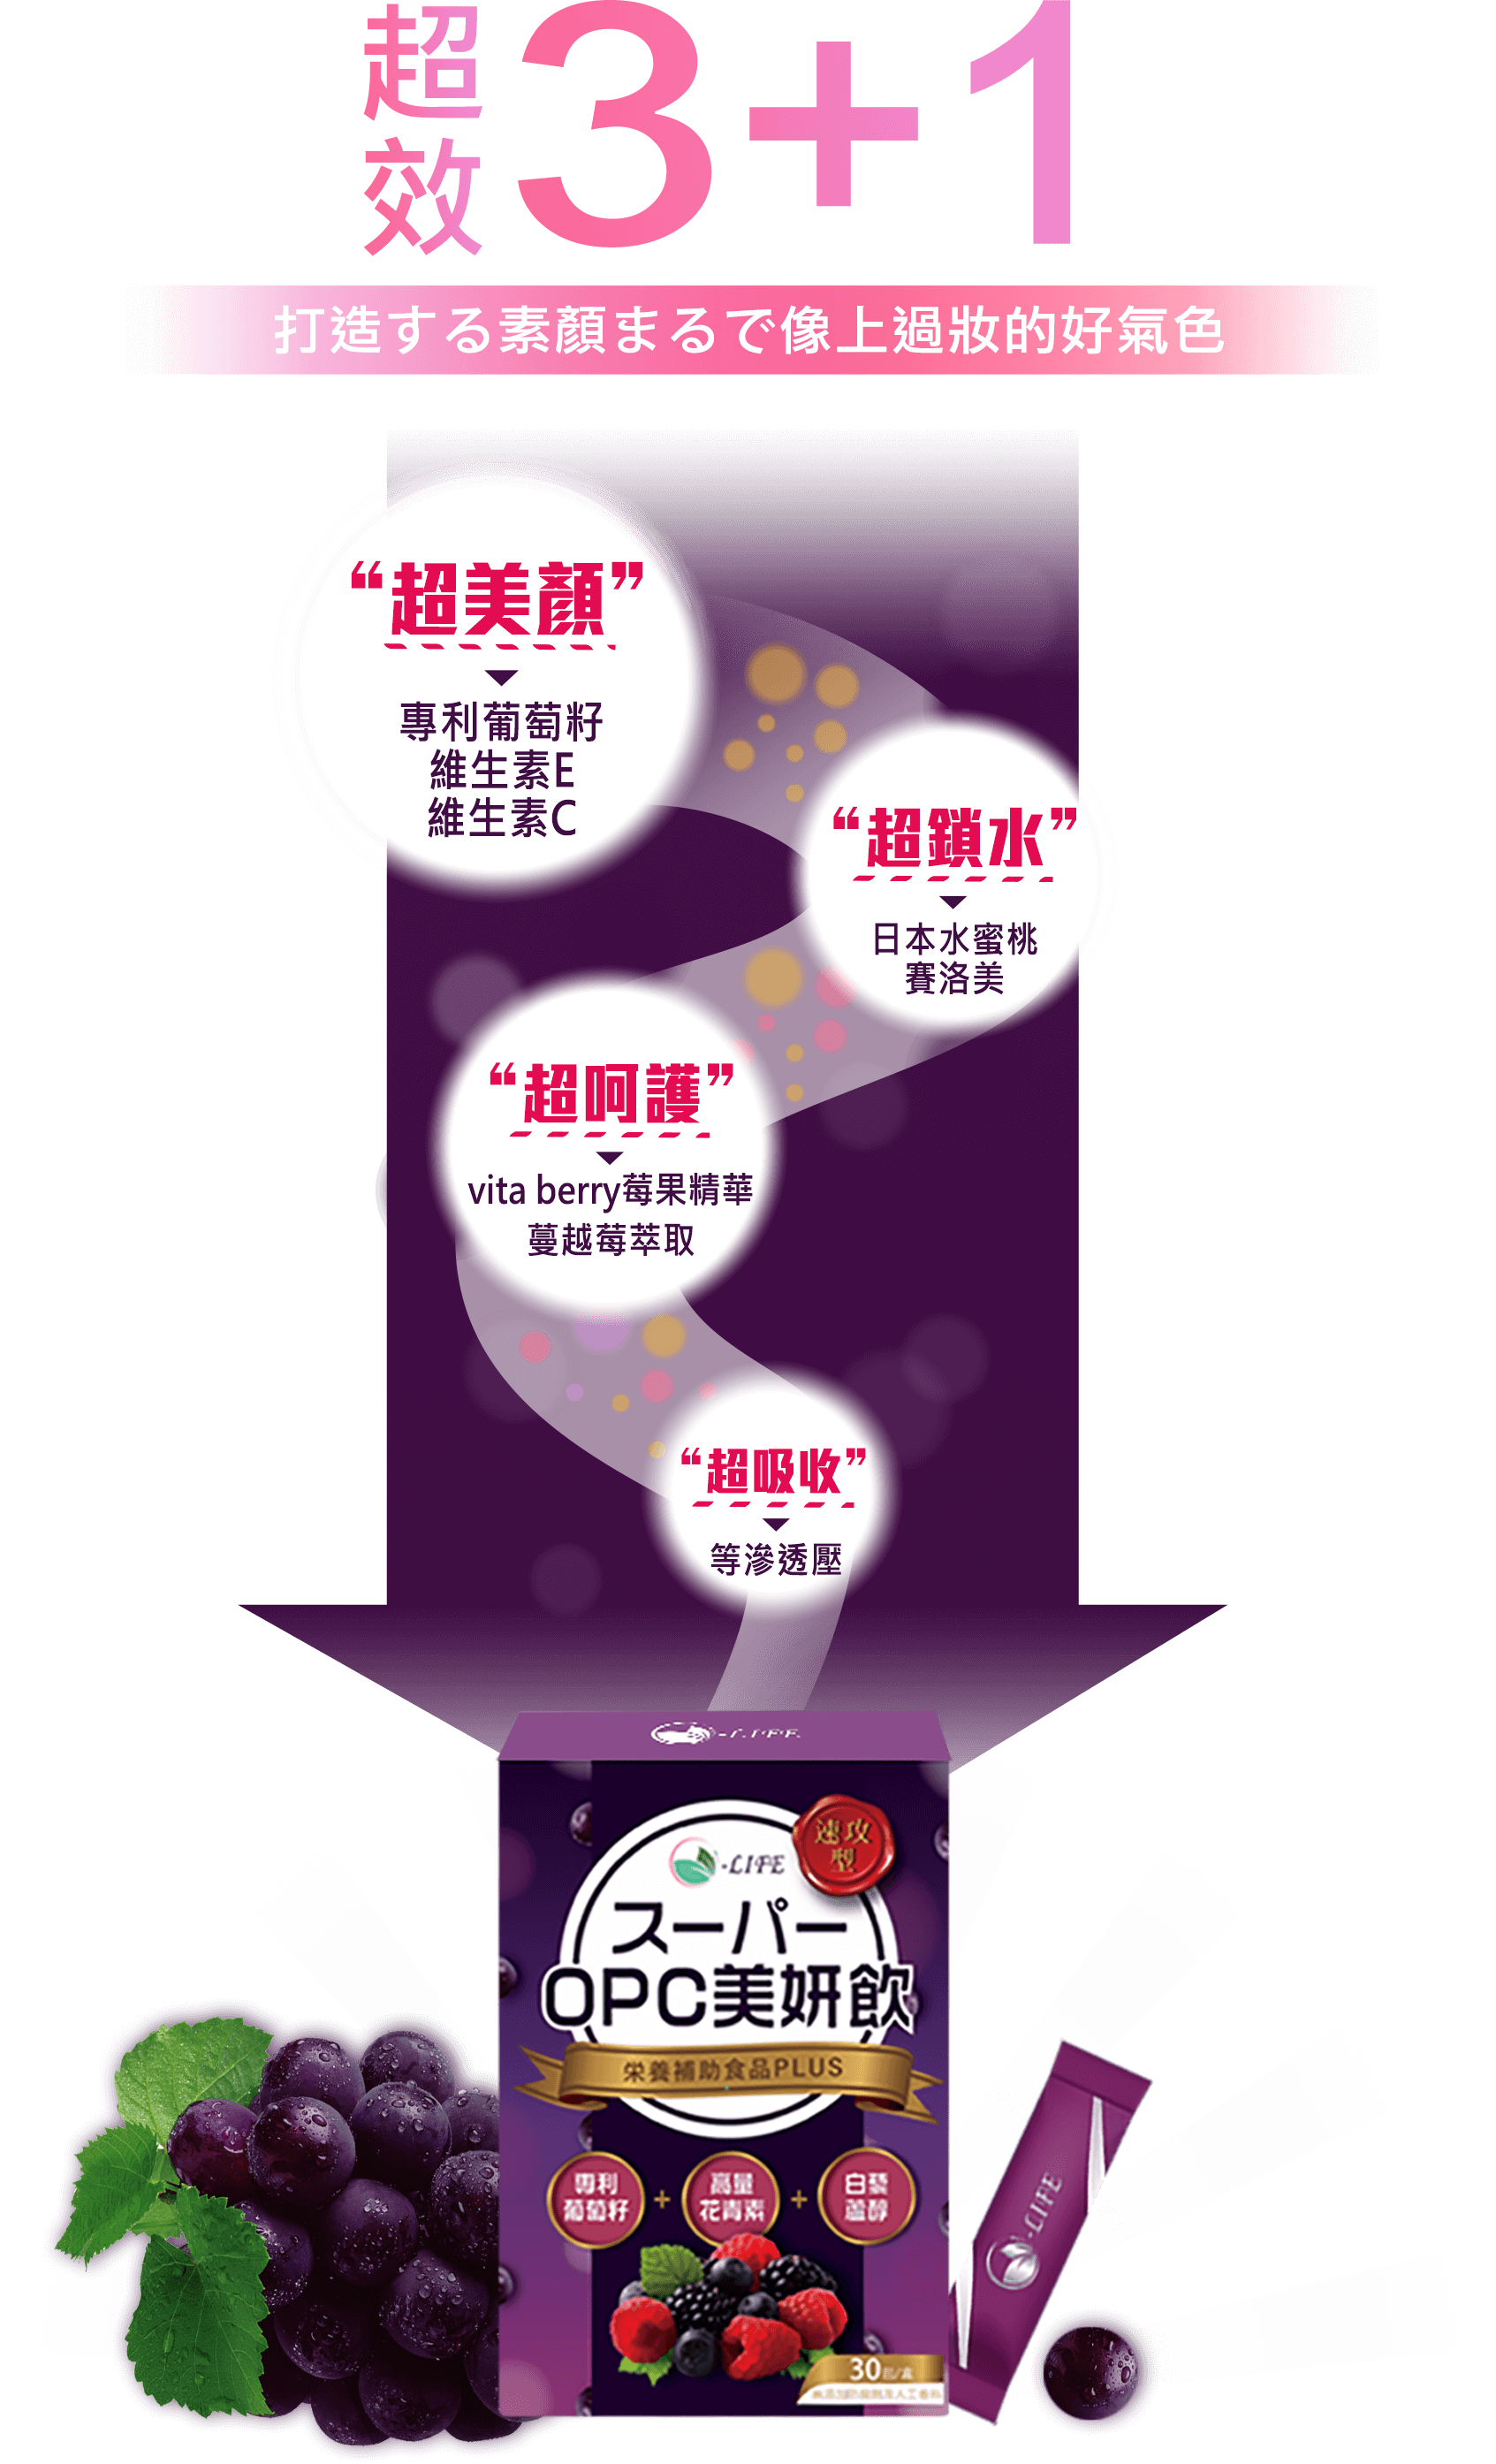 超效 3+1
打造する素顏まるで像上過妝的好氣色
“超美顏”
專利葡萄籽
維生素E
維生素C
“超鎖水”
日本水蜜桃
賽洛美
“超呵護”
vita berry莓果精華
蔓越莓萃取
“超吸收”
等滲透壓
-LIFE
速攻
型
-LIFE
スーパー
OPC美妍飲
栄養補助食品PLUS
專利
葡萄籽
+
高量
花青素
+
白藜
蘆醇
30包/盒
-LIFE